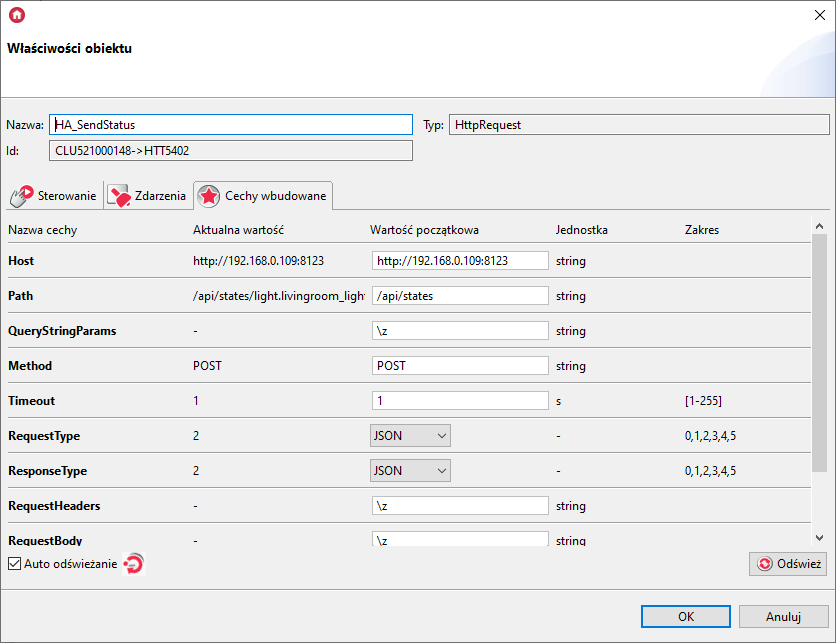 Właściwości obiektu
Nazwa: HA_SendStatus Typ: HttpRequest
Id: CLU521000148->HTT5402
Sterowanie Zdarzenia Cechy wbudowane
Nazwa cechy Aktualna wartość Wartość początkowa Jednostka Zakres
Host http://192.168.0.109:8123 http://192.168.0.109:8123 string
Path /api/states/light.livingroom_ligh /api/states string
QueryStringParams - \z string
Method POST POST string
Timeout 1 1 s [1-255]
RequestType 2 JSON - 0,1,2,3,4,5
ResponseType 2 JSON - 0,1,2,3,4,5
RequestHeaders - \z string
RequestBody - \z string
Auto odświeżanie Odśwież
OK Anuluj